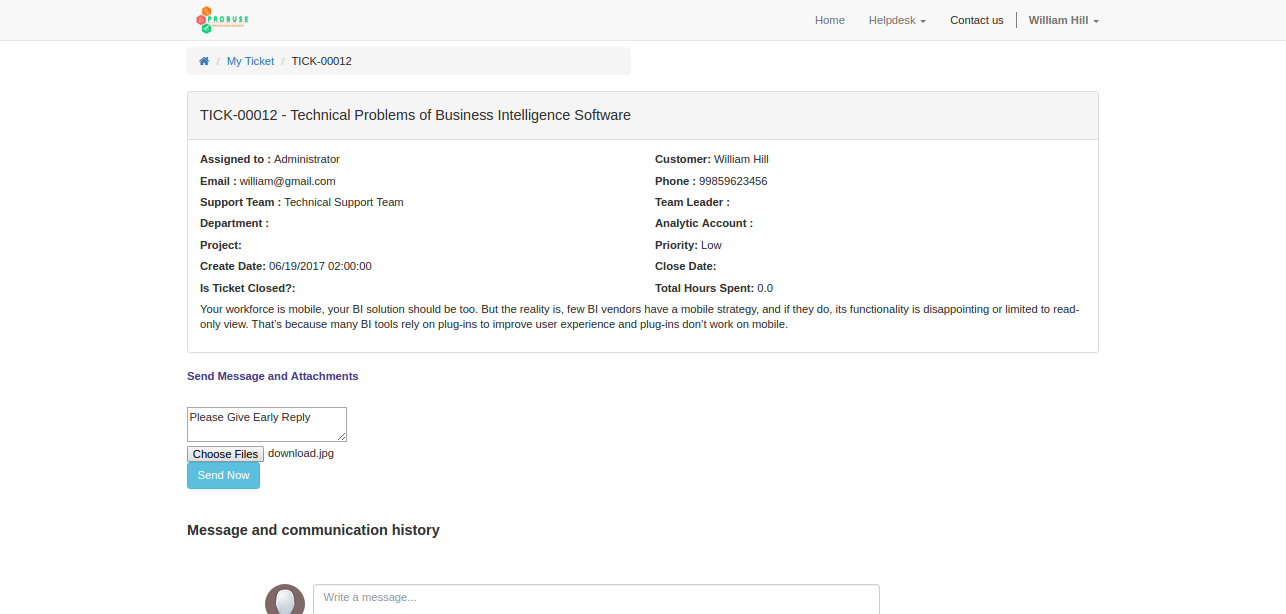 PROBUSE
Home
Helpdesk
Contact us
William Hill
/ My Ticket / TICK-00012
TICK-00012 - Technical Problems of Business Intelligence Software
Assigned to : Administrator
Customer: William Hill
Email : william@gmail.com
Phone : 99859623456
Support Team : Technical Support Team
Team Leader :
Department :
Analytic Account :
Project:
Priority: Low
Create Date: 06/19/2017 02:00:00
Close Date:
Is Ticket Closed?:
Total Hours Spent: 0.0
Your workforce is mobile, your BI solution should be too. But the reality is, few BI vendors have a mobile strategy, and if they do, its functionality is disappointing or limited to read-
only view. That's because many BI tools rely on plug-ins to improve user experience and plug-ins don’t work on mobile.
Send Message and Attachments
Please Give Early Reply
Choose Files download.jpg
Send Now
Message and communication history
Write a message...